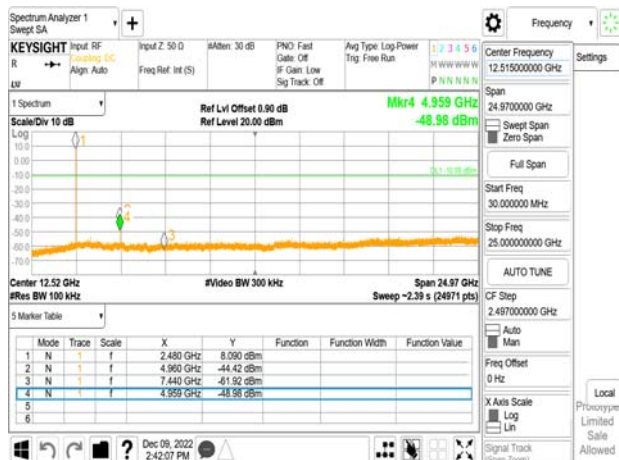 Spectrum Analyzer 1
Swept SA
Frequency
KEYSIGHT Input: RF Input Z: 50 Ω #Atten: 30 dB PNO: Fast Avg Type: Log-Power 1 2 3 4 5 6
R Coupling: DC Gate: Off Trig: Free Run M W W W W W
Align: Auto Freq Ref: Int (S) IF Gain: Low P N N N N N
Sig Track: Off
Center Frequency
12.515000000 GHz
Settings
1 Spectrum
Scale/Div 10 dB
Ref Lvl Offset 0.90 dB
Ref Level 20.00 dBm
Mkr4 4.959 GHz
-48.98 dBm
Span
24.9700000 GHz
Swept Span
Zero Span
Full Span
Start Freq
30.000000 MHz
Stop Freq
25.000000000 GHz
AUTO TUNE
CF Step
2.497000000 GHz
Auto
Man
Freq Offset
0 Hz
X Axis Scale
Log
Lin
Signal Track
Log
10.0
0.00
-10.0
-20.0
-30.0
-40.0
-50.0
-60.0
-70.0
1
4
3
Center 12.52 GHz #Video BW 300 kHz Span 24.97 GHz
#Res BW 100 kHz Sweep ~2.39 s (24971 pts)
5 Marker Table
Mode Trace Scale X Y Function Function Width Function Value
1 N 1 f 2.480 GHz 8.090 dBm
2 N 1 f 4.960 GHz -44.42 dBm
3 N 1 f 7.440 GHz -61.92 dBm
4 N 1 f 4.959 GHz -48.98 dBm
5
6
Local
Prototype
Limited
Sale
Allowed
Dec 09, 2022
2:42:07 PM